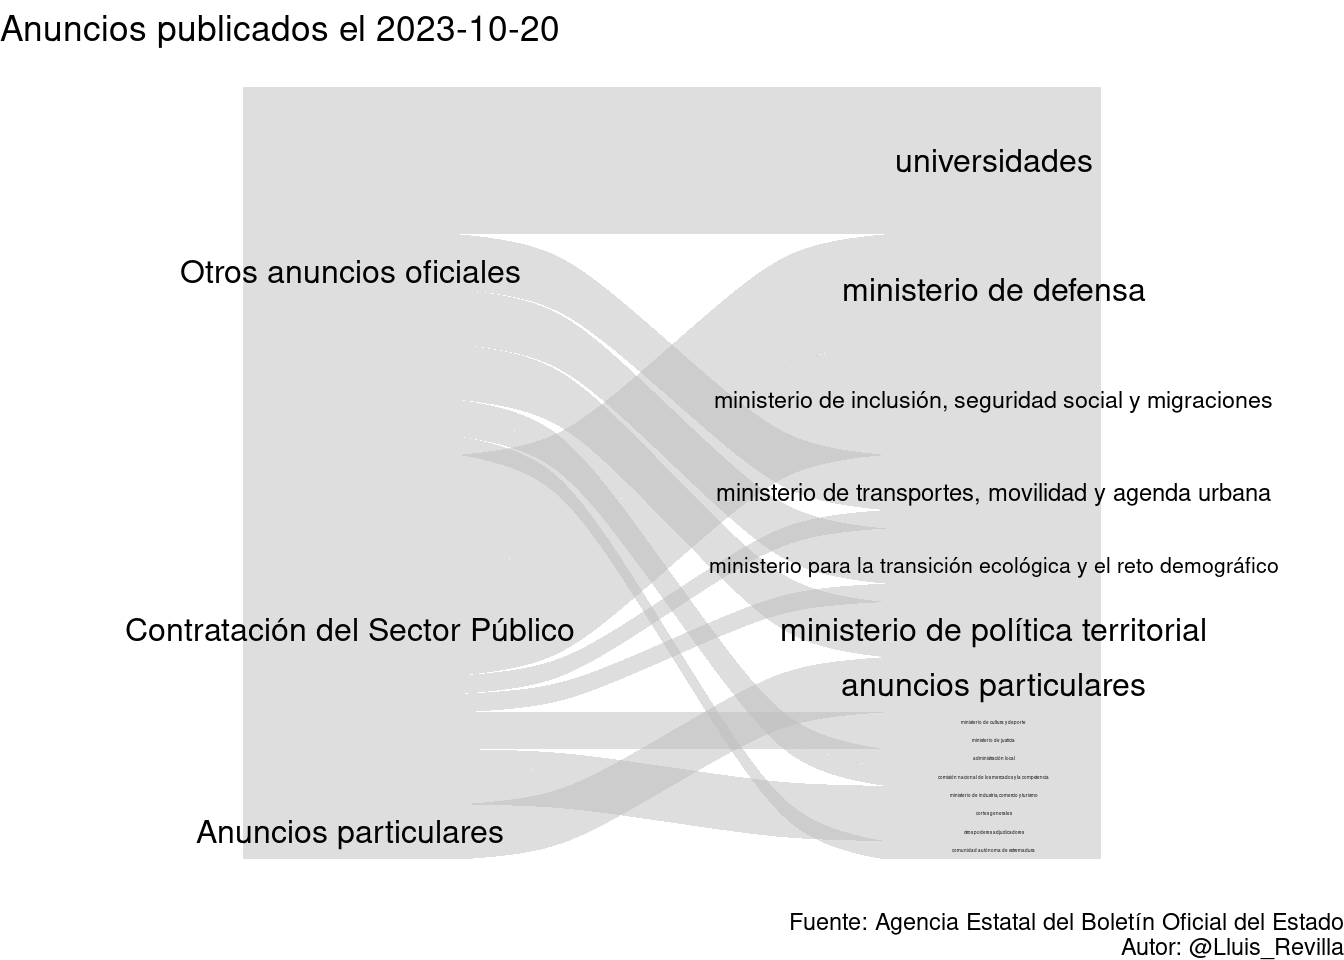 Anuncios publicados el 2023-10-20
universidades
Otros anuncios oficiales
ministerio de defensa
ministerio de inclusión, seguridad social y migraciones
ministerio de transportes, movilidad y agenda urbana
ministerio para la transición ecológica y el reto demográfico
Contratación del Sector Público
ministerio de política territorial
anuncios particulares
ministerio de cultura y deporte
ministerio de justicia
administración local
comisión nacional de los mercados y la competencia
ministerio de industria, comercio y turismo
cortes generales
Anuncios particulares
otros poderes adjudicadores
comunidad autónoma de extremadura
Fuente: Agencia Estatal del Boletín Oficial del Estado
Autor: @Lluis_Revilla